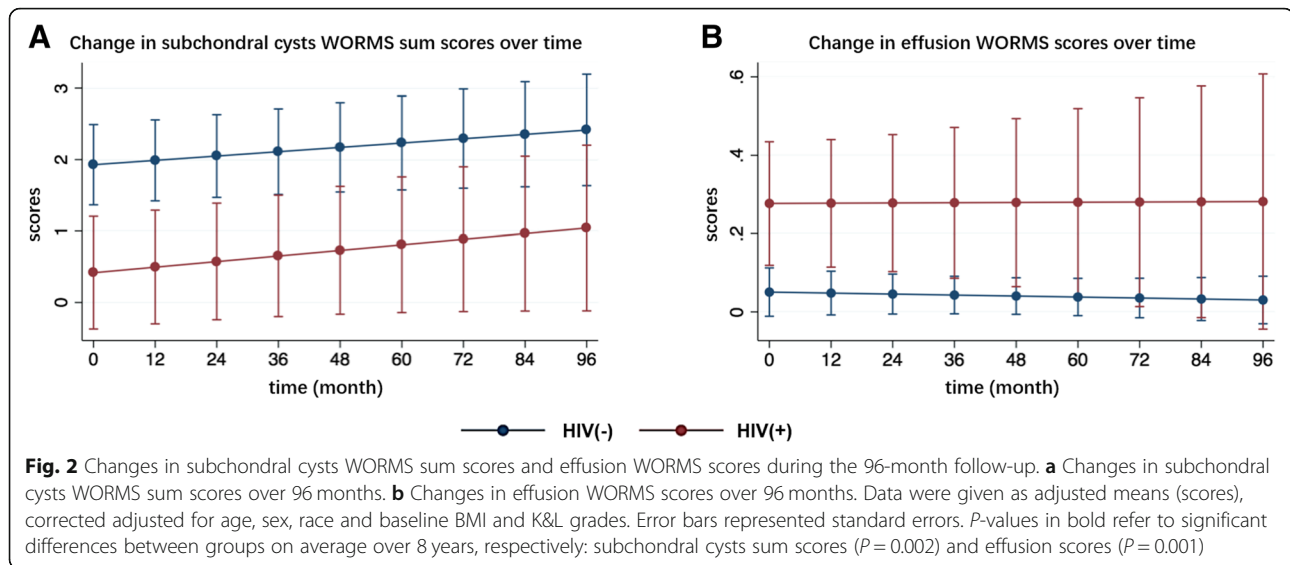 A Change in subchondral cysts WORMS sum scores over time
3
2
1
0
scores
0 12 24 36 48 60 72 84 96
time (month)
B Change in effusion WORMS scores over time
.6
.4
.2
0
scores
0 12 24 36 48 60 72 84 96
time (month)
HIV(-) HIV(+)
Fig. 2 Changes in subchondral cysts WORMS sum scores and effusion WORMS scores during the 96-month follow-up. a Changes in subchondral
cysts WORMS sum scores over 96 months. b Changes in effusion WORMS scores over 96 months. Data were given as adjusted means (scores),
corrected adjusted for age, sex, race and baseline BMI and K&L grades. Error bars represented standard errors. P-values in bold refer to significant
differences between groups on average over 8 years, respectively: subchondral cysts sum scores (P = 0.002) and effusion scores (P = 0.001)